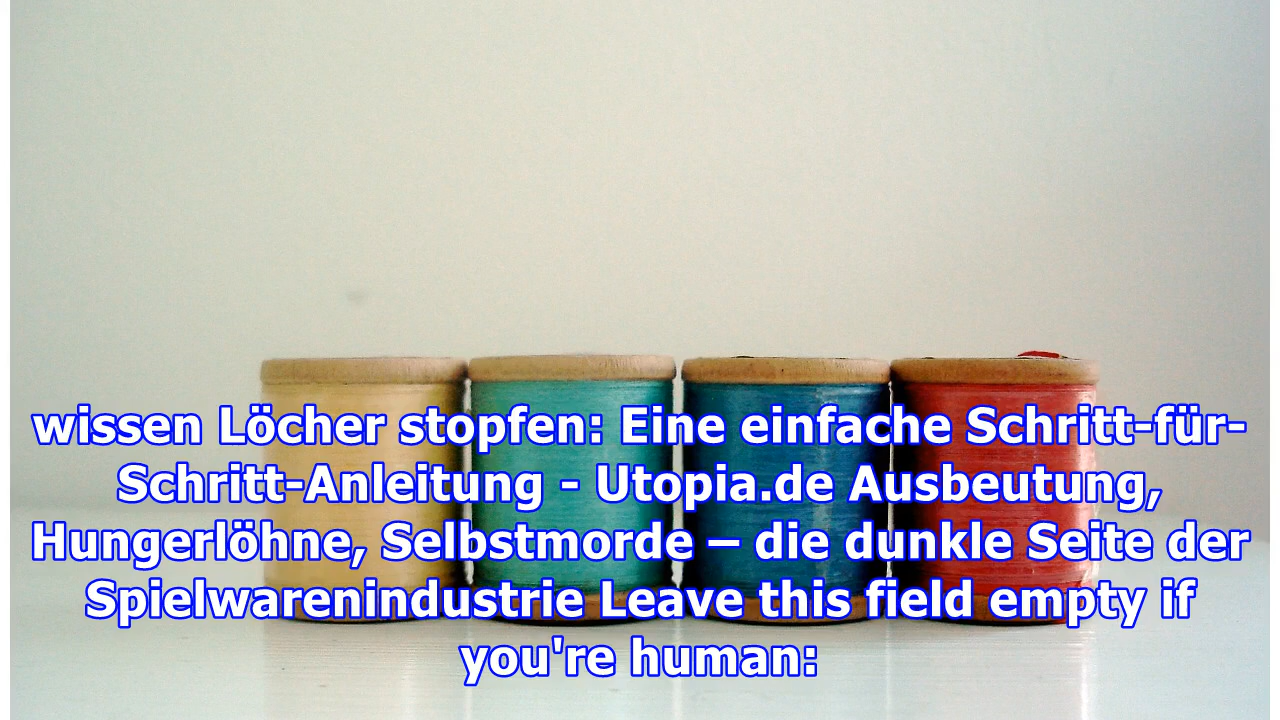 wissen Löcher stopfen: Eine einfache Schritt-für-
Schritt-Anleitung - Utopia.de Ausbeutung,
Hungerlöhne, Selbstmorde – die dunkle Seite der
Spielwarenindustrie Leave this field empty if
you're human: